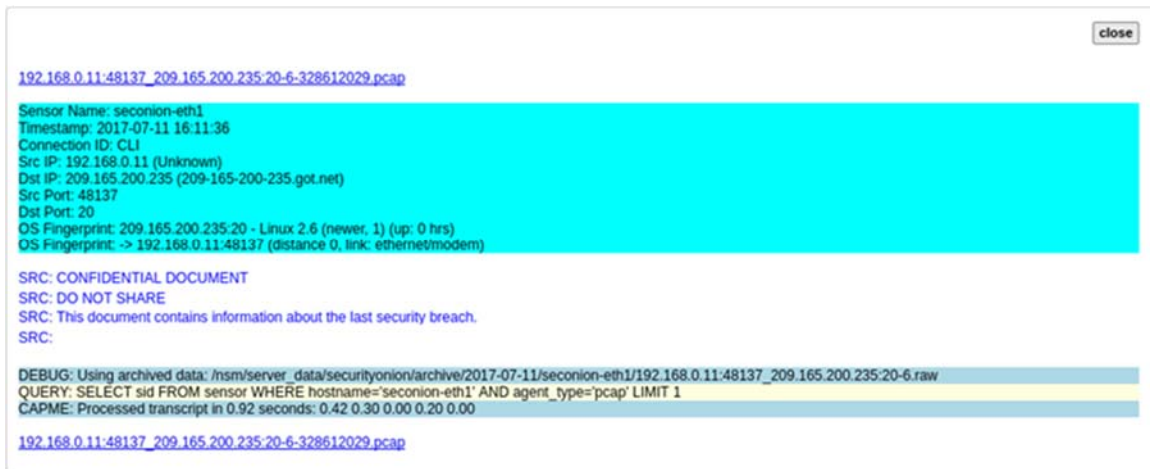 close
192.168.0.11:48137_209.165.200.235:20-6-328612029.pcap
Sensor Name: seconion-eth1
Timestamp: 2017-07-11 16:11:36
Connection ID: CLI
Src IP: 192.168.0.11 (Unknown)
Dst IP: 209.165.200.235 (209-165-200-235.got.net)
Src Port: 48137
Dst Port: 20
OS Fingerprint: 209.165.200.235:20 - Linux 2.6 (newer, 1) (up: 0 hrs)
OS Fingerprint: -> 192.168.0.11:48137 (distance 0, link: ethernet/modem)
SRC: CONFIDENTIAL DOCUMENT
SRC: DO NOT SHARE
SRC: This document contains information about the last security breach.
SRC:
DEBUG: Using archived data: /nsm/server_data/securityonion/archive/2017-07-11/seconion-eth1/192.168.0.11:48137_209.165.200.235:20-6.raw
QUERY: SELECT sid FROM sensor WHERE hostname='seconion-eth1' AND agent_type='pcap' LIMIT 1
CAPME: Processed transcript in 0.92 seconds: 0.42 0.30 0.00 0.20 0.00
192.168.0.11:48137_209.165.200.235:20-6-328612029.pcap